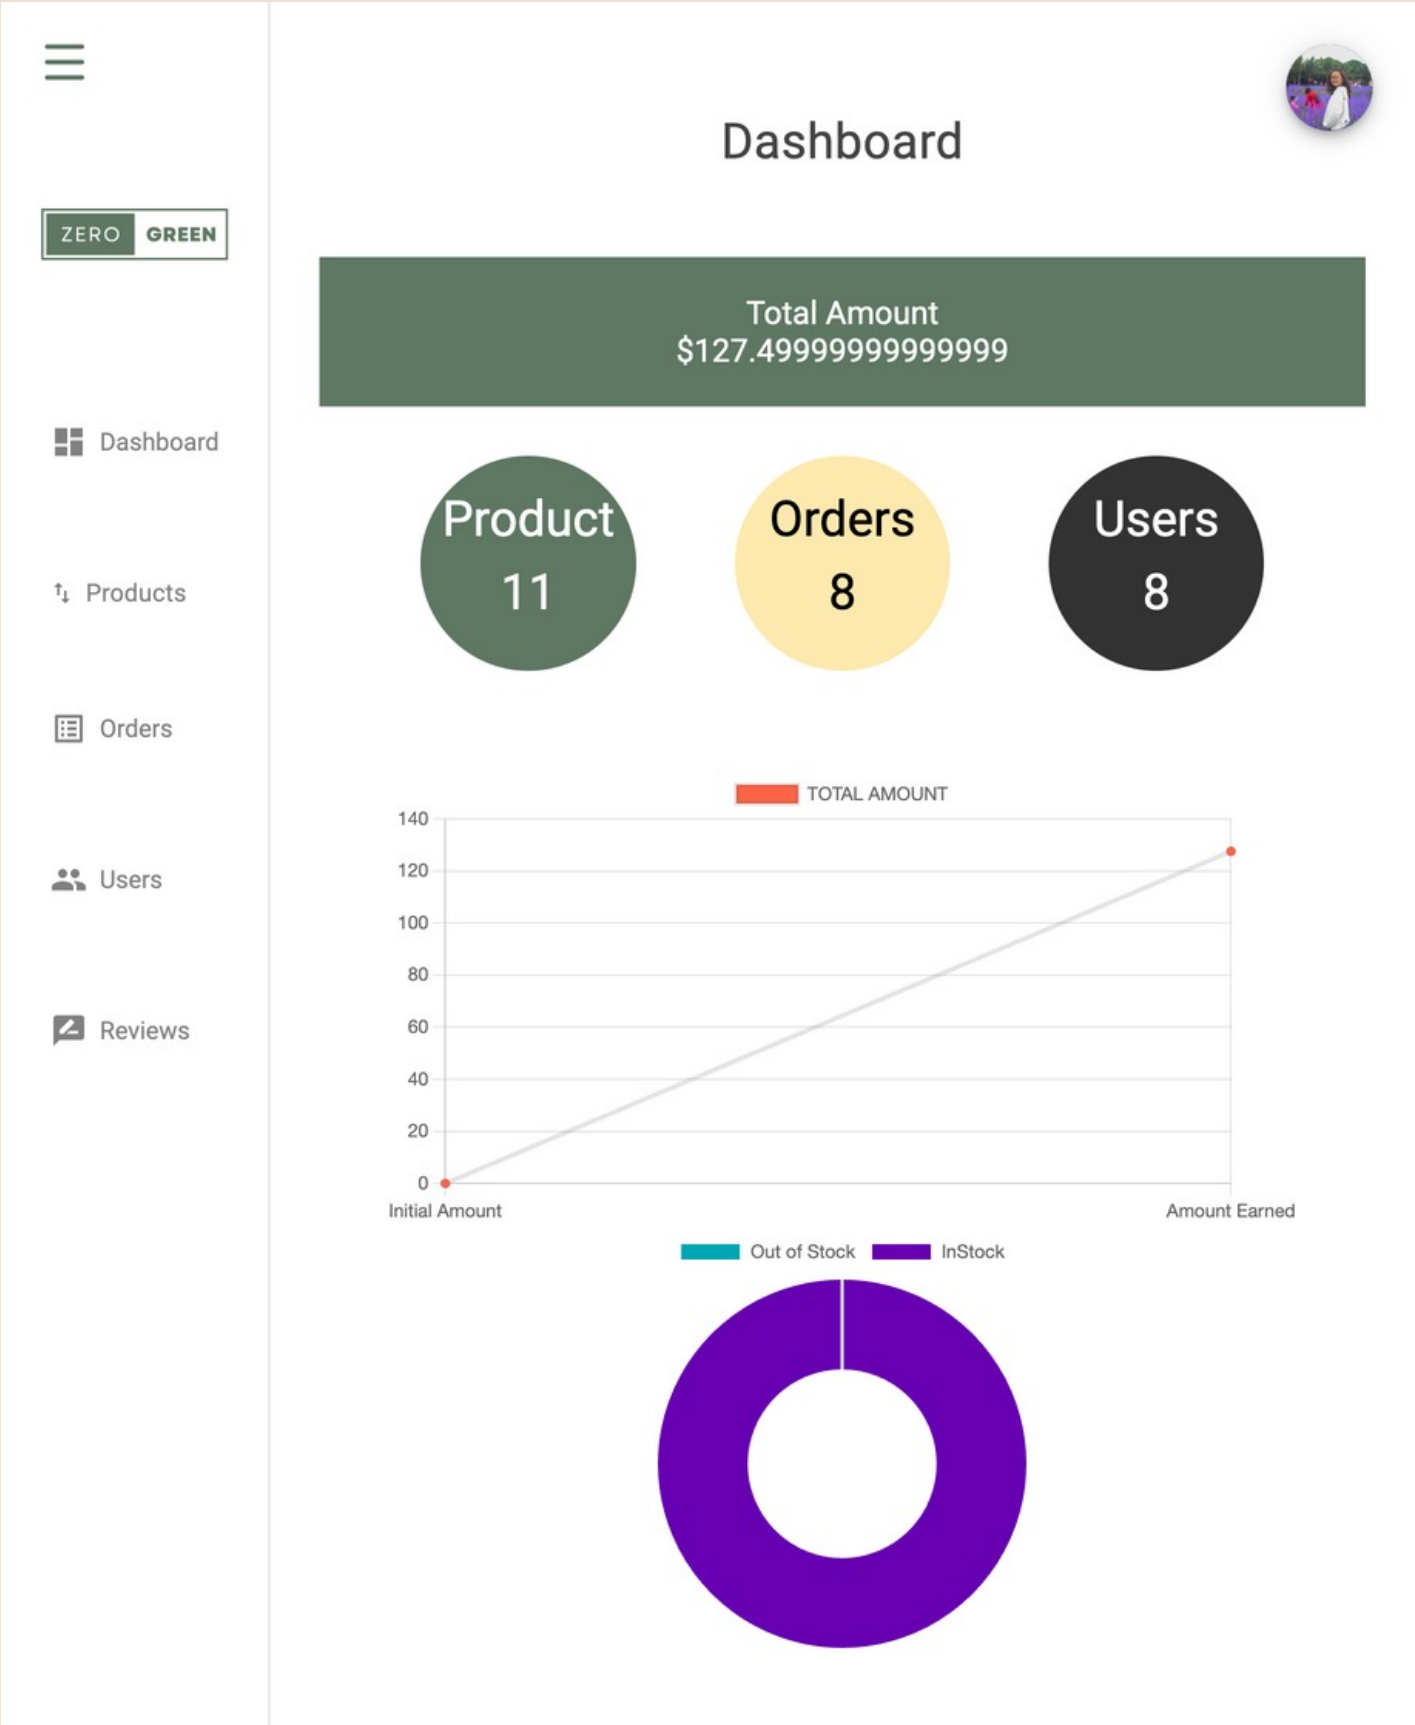 Dashboard
ZERO GREEN
Total Amount
$127.49999999999999
Dashboard
Products
Orders
Users
Reviews
Product
11
Orders
8
Users
8
TOTAL AMOUNT
140
120
100
80
60
40
20
0
Initial Amount Amount Earned
Out of Stock InStock